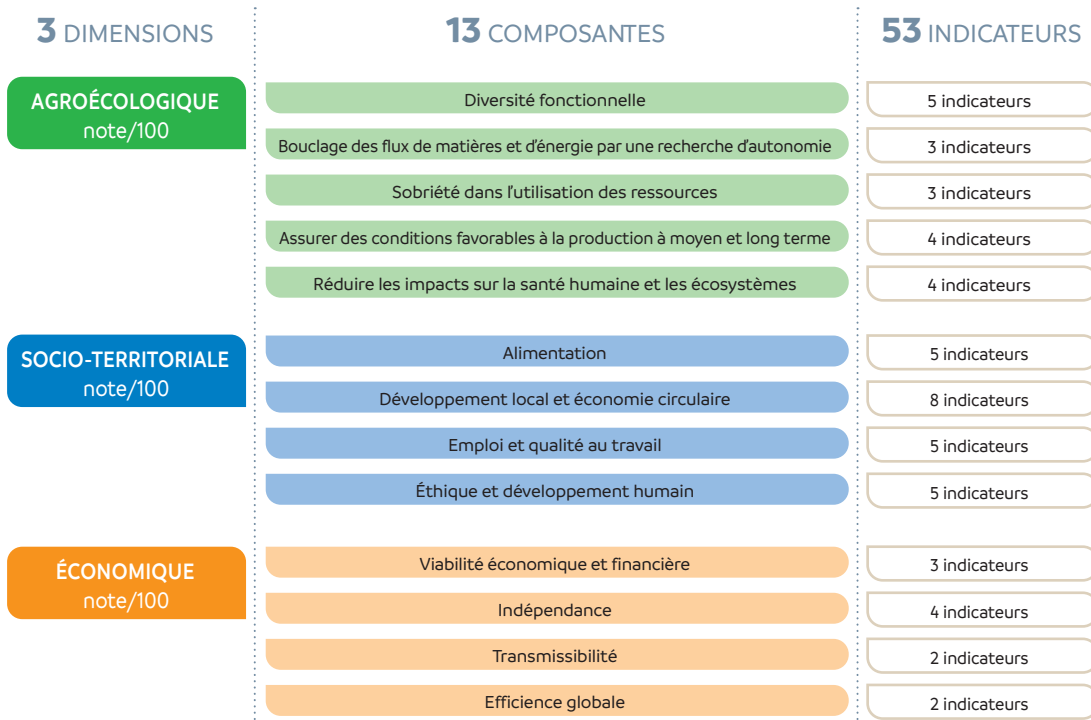 3 DIMENSIONS
13 COMPOSANTES
53 INDICATEURS
AGROÉCOLOGIQUE
note/100
Diversité fonctionnelle
5 indicateurs
Bouclage des flux de matières et d'énergie par une recherche d'autonomie
3 indicateurs
Sobriété dans l'utilisation des ressources
3 indicateurs
Assurer des conditions favorables à la production à moyen et long terme
4 indicateurs
Réduire les impacts sur la santé humaine et les écosystèmes
4 indicateurs
SOCIO-TERRITORIALE
note/100
Alimentation
5 indicateurs
Développement local et économie circulaire
8 indicateurs
Emploi et qualité au travail
5 indicateurs
Éthique et développement humain
5 indicateurs
ÉCONOMIQUE
note/100
Viabilité économique et financière
3 indicateurs
Indépendance
4 indicateurs
Transmissibilité
2 indicateurs
Efficience globale
2 indicateurs